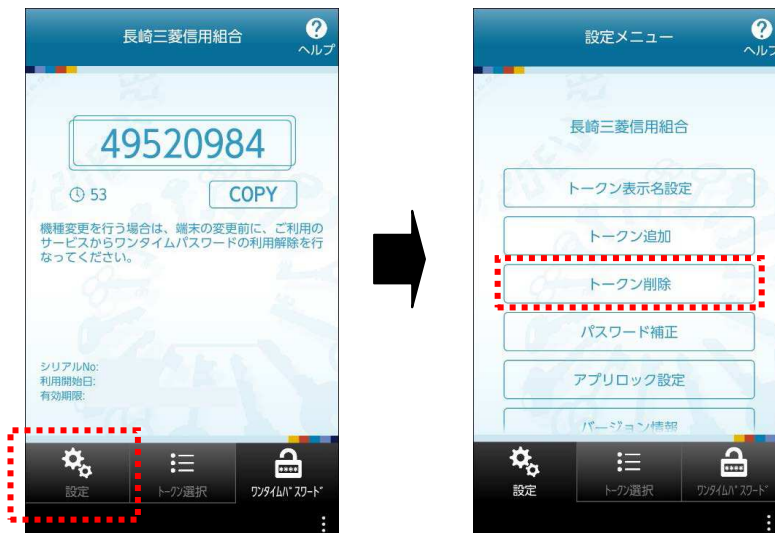 長崎三菱信用組合
?
ヘルプ
49520984
53
COPY
機種変更を行う場合は、端末の変更前に、ご利用の
サービスからワンタイムパスワードの利用解除を行
なってください。
シリアルNo:
利用開始日:
有効期限:
設定
トークン選択
ワンタイムパスワード
設定メニュー
?
ヘルプ
長崎三菱信用組合
トークン表示名設定
トークン追加
トークン削除
パスワード補正
アプリロック設定
バージョン情報
設定
トークン選択
ワンタイムパスワード